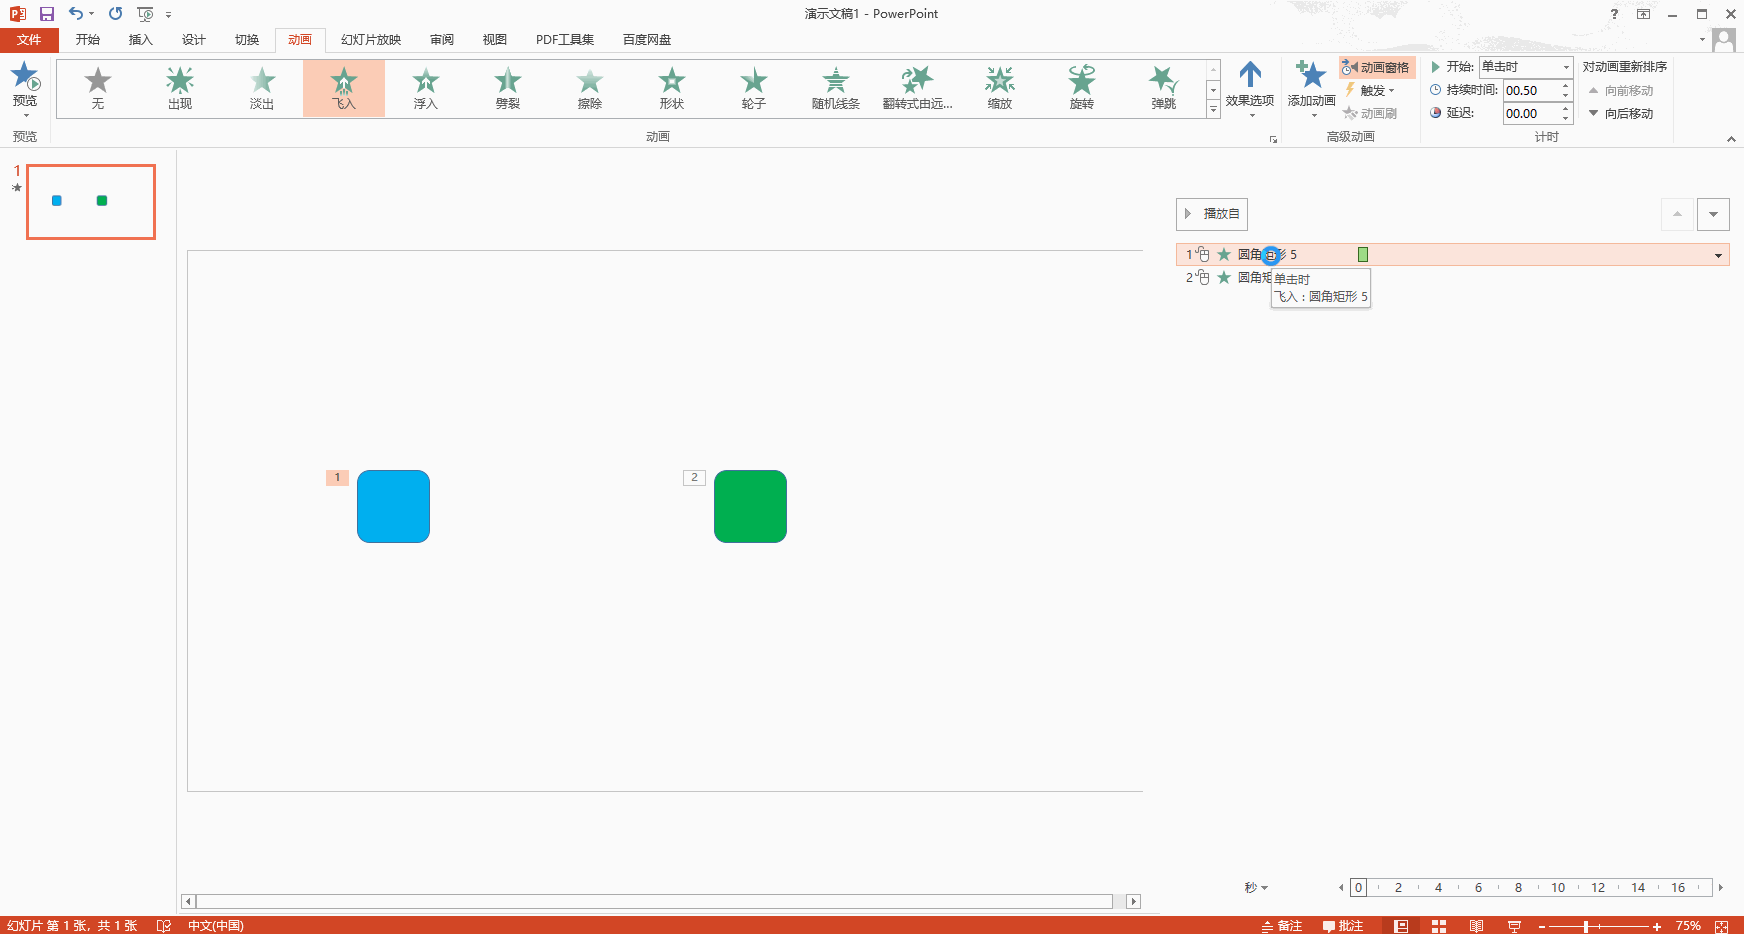 演示文稿1 - PowerPoint
?
文件 开始 插入 设计 切换 动画 幻灯片放映 审阅 视图 PDF工具集 百度网盘
预览
预览
无 出现 淡出 飞入 浮入 劈裂 擦除 形状 轮子 随机线条 翻转式由远... 缩放 旋转 弹跳
动画
效果选项
添加动画
动画窗格
触发
动画刷
高级动画
开始: 单击时
持续时间: 00.50
延迟: 00.00
计时
对动画重新排序
向前移动
向后移动
1
播放自
1 圆角矩形 5
2 圆角矩
单击时
飞入 : 圆角矩形 5
1
2
秒 0 2 4 6 8 10 12 14 16
幻灯片 第 1 张，共 1 张 中文(中国) 备注 批注 75%